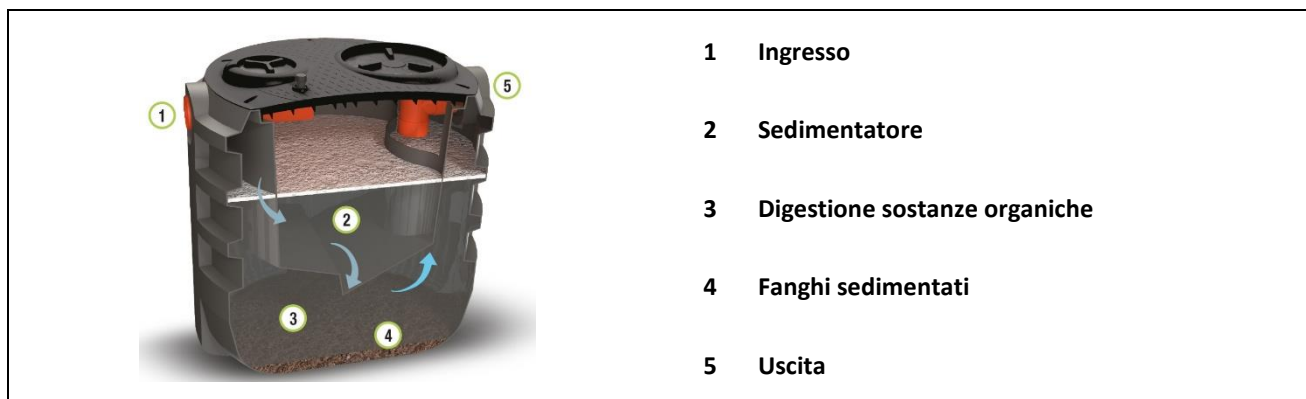 1 Ingresso
2 Sedimentatore
3 Digestione sostanze organiche
4 Fanghi sedimentati
5 Uscita
1
5
2
3
4